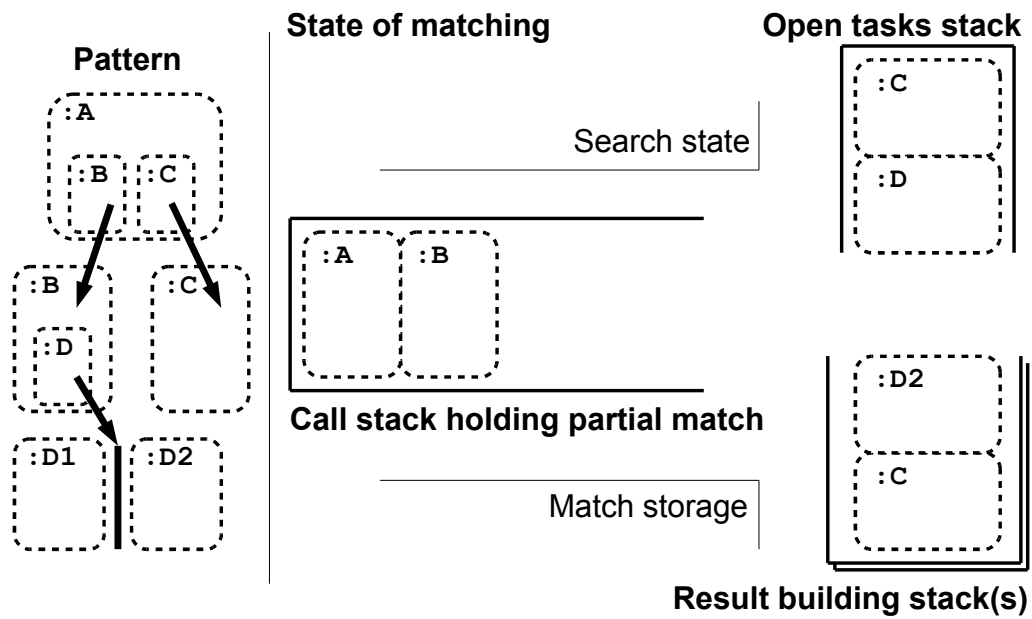 Pattern
:A
:B
:C
:B
:C
:D
:D1
:D2
State of matching
Search state
:A
:B
Call stack holding partial match
Match storage
Open tasks stack
:C
:D
:D2
:C
Result building stack(s)